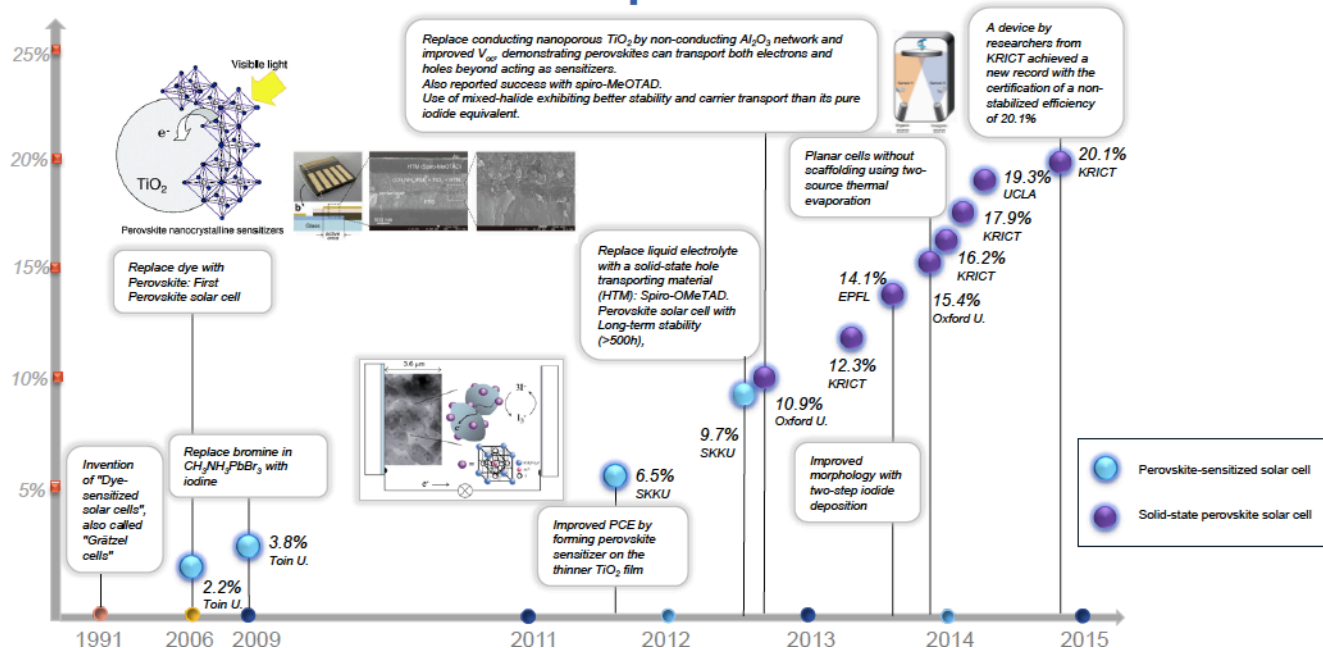 25%
20%
15%
10%
5%
Visible light
e-
TiO2
Perovskite nanocrystalline sensitizers
Replace conducting nanoporous TiO2 by non-conducting Al2O3 network and
improved Voc, demonstrating perovskites can transport both electrons and
holes beyond acting as sensitizers.
Also reported success with spiro-MeOTAD.
Use of mixed-halide exhibiting better stability and carrier transport than its pure
iodide equivalent.
A device by
researchers from
KRICT achieved a
new record with the
certification of a non-
stabilized efficiency
of 20.1%
HTM (Spiro-MeOTAD)
FTO
b
Glass
Planar cells without
scaffolding using two-
source thermal
evaporation
Replace dye with
Perovskite: First
Perovskite solar cell
Replace liquid electrolyte
with a solid-state hole
transporting material
(HTM): Spiro-OMeTAD.
Perovskite solar cell with
Long-term stability
(>500h),
20.1%
KRICT
19.3%
UCLA
17.9%
KRICT
16.2%
KRICT
15.4%
Oxford U.
14.1%
EPFL
12.3%
KRICT
10.9%
Oxford U.
9.7%
SKKU
3.6 μm
3I-
I3-
e-
e-
Invention
of "Dye-
sensitized
solar cells",
also called
"Grätzel
cells"
Replace bromine in
CH3NH3PbBr3 with
iodine
3.8%
Toin U.
2.2%
Toin U.
6.5%
SKKU
Improved PCE by
forming perovskite
sensitizer on the
thinner TiO2 film
Improved
morphology with
two-step iodide
deposition
Perovskite-sensitized solar cell
Solid-state perovskite solar cell
1991
2006
2009
2011
2012
2013
2014
2015